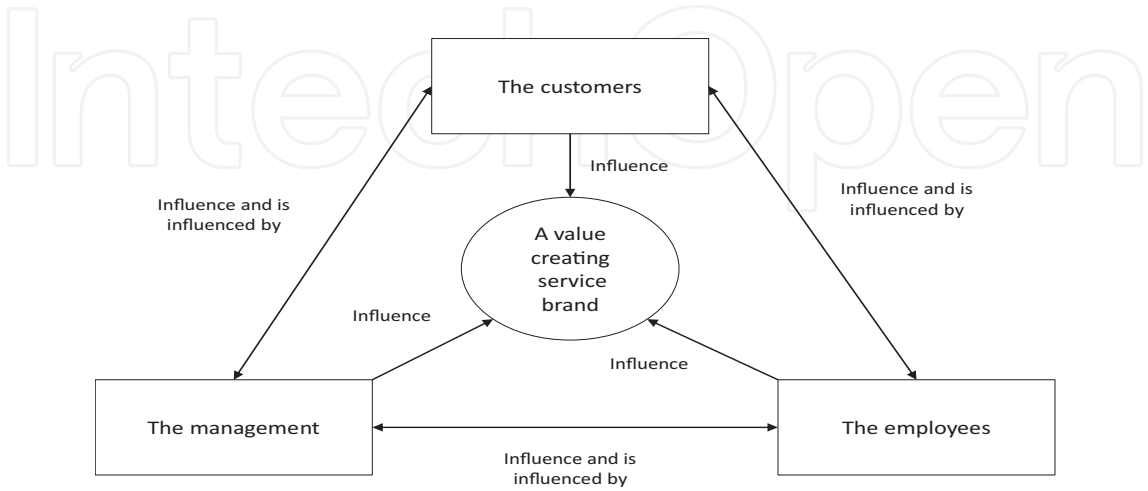 IntechOpen
The customers
Influence
Influence and is
influenced by
Influence and is
influenced by
A value
creating
service
brand
Influence
Influence
The management
The employees
Influence and is
influenced by